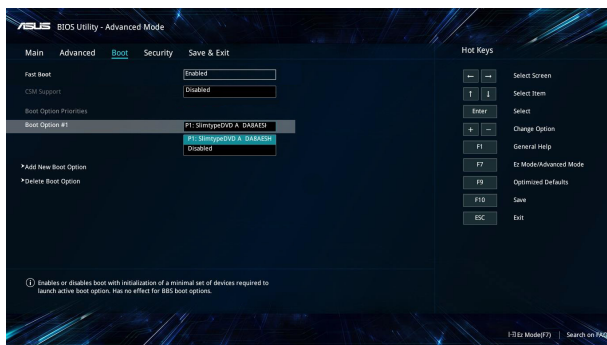 ASUS BIOS Utility - Advanced Mode
Main Advanced Boot Security Save & Exit
Hot Keys
Fast Boot Enabled
CSM Support Disabled
Boot Option Priorities
Boot Option #1 P1: SlimtypeDVD A DA8AESI
P1: SlimtypeDVD A DA8AESH
Disabled
Add New Boot Option
Delete Boot Option
← → Select Screen
↑ ↓ Select Item
Enter Select
+ − Change Option
F1 General Help
F7 Ez Mode/Advanced Mode
F9 Optimized Defaults
F10 Save
ESC Exit
Enables or disables boot with initialization of a minimal set of devices required to
launch active boot option. Has no effect for BBS boot options.
Ez Mode(F7) | Search on FAQ